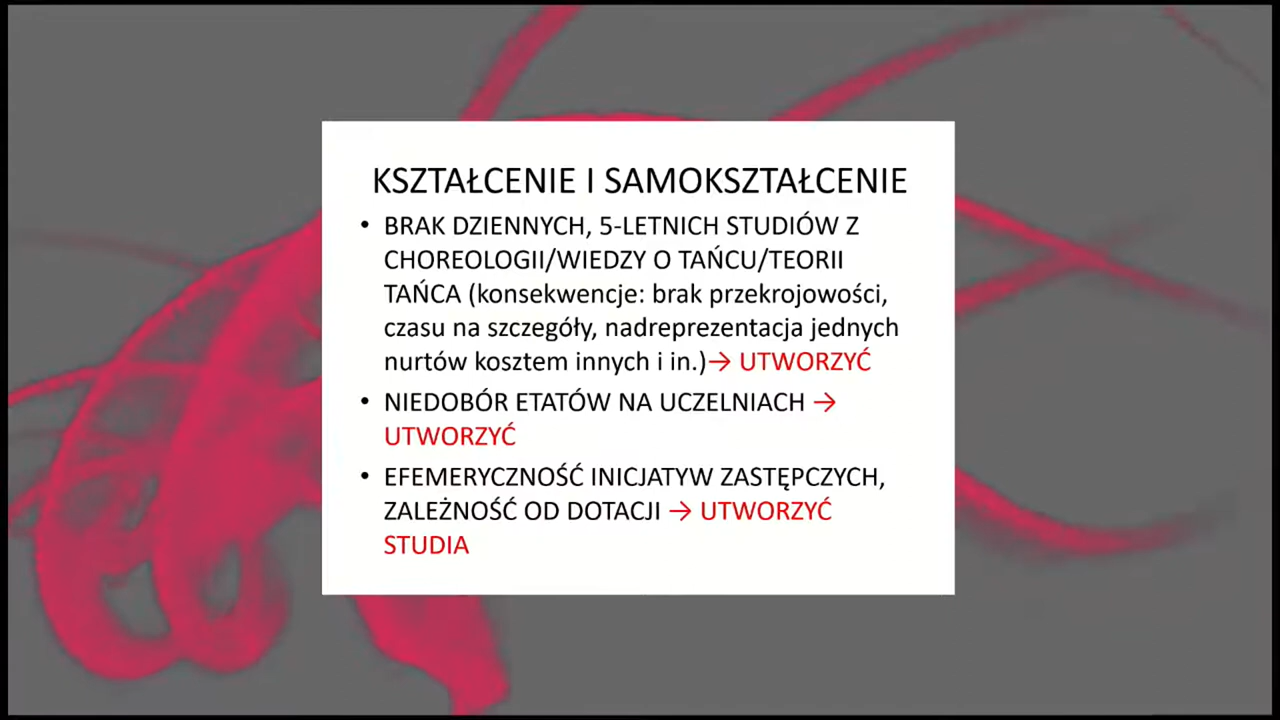 KSZTAŁCENIE I SAMOKSZTAŁCENIE
• BRAK DZIENNYCH, 5-LETNICH STUDIÓW Z
CHOREOLOGII/WIEDZY O TAŃCU/TEORII
TAŃCA (konsekwencje: brak przekrojowości,
czasu na szczegóły, nadreprezentacja jednych
nurtów kosztem innych i in.)→ UTWORZYĆ
• NIEDOBÓR ETATÓW NA UCZELNIACH →
UTWORZYĆ
• EFEMERYCZNOŚĆ INICJATYW ZASTĘPCZYCH,
ZALEŻNOŚĆ OD DOTACJI → UTWORZYĆ
STUDIA